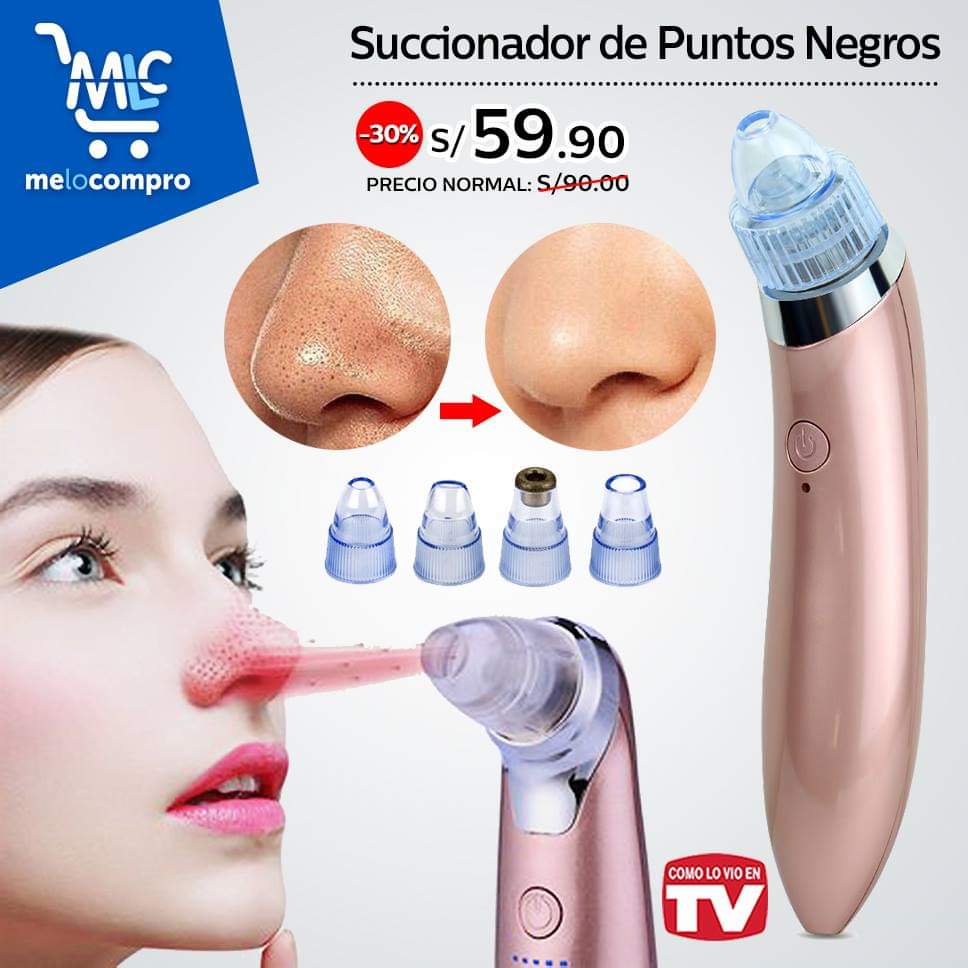 MLC
melocompro
Succionador de Puntos Negros
-30% S/ 59.90
PRECIO NORMAL: S/90.00
COMO LO VIO EN
TV